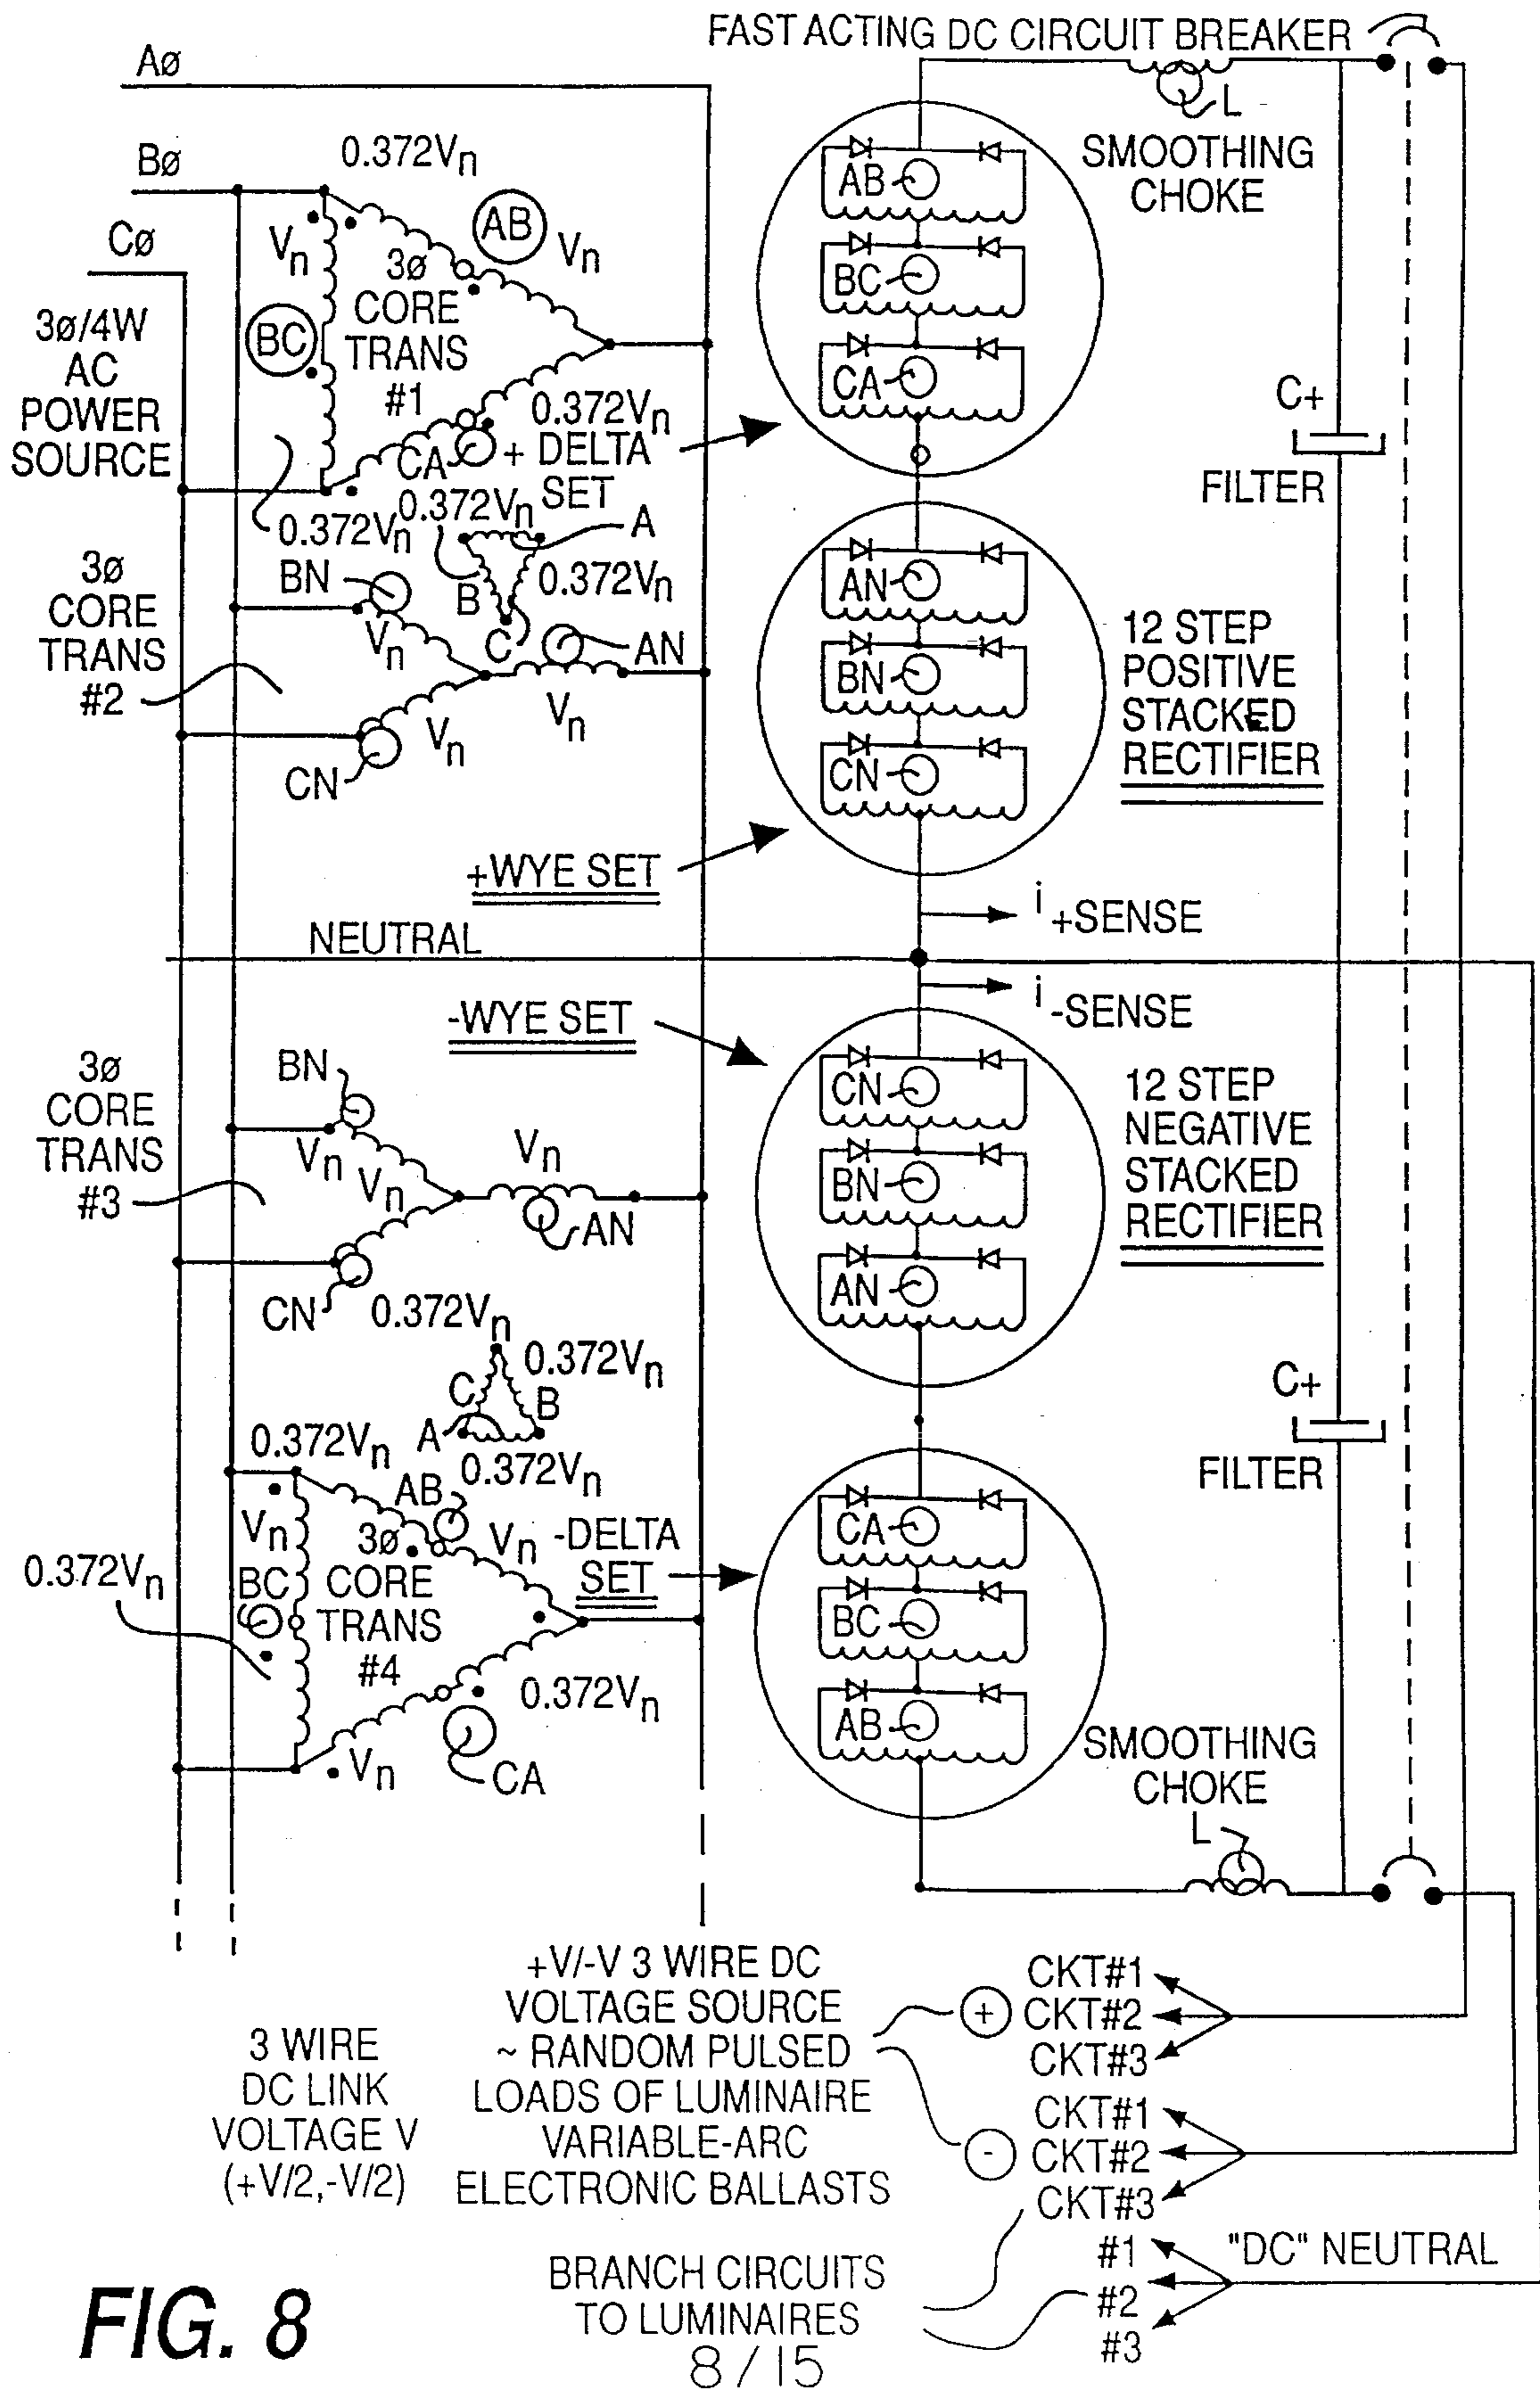 FAST ACTING DC CIRCUIT BREAKER
Aø
Bø
Cø
0.372Vn
L
SMOOTHING
CHOKE
AB
Vn
Vn
BC
3ø
CORE
TRANS
#1
3ø/4W
AC
POWER
SOURCE
0.372Vn
CA
+ DELTA
SET
0.372Vn
0.372Vn
A
B
C
0.372Vn
AB
BC
CA
C+
FILTER
3ø
CORE
TRANS
#2
BN
Vn
AN
Vn
Vn
CN
AN
BN
CN
12 STEP
POSITIVE
STACKED
RECTIFIER
+WYE SET
i +SENSE
NEUTRAL
i -SENSE
-WYE SET
3ø
CORE
TRANS
#3
BN
Vn
Vn
Vn
AN
CN
CN
BN
AN
12 STEP
NEGATIVE
STACKED
RECTIFIER
0.372Vn
0.372Vn
C
B
A
0.372Vn
0.372Vn
C+
FILTER
AB
Vn
3ø
CORE
TRANS
#4
Vn
-DELTA
SET
0.372Vn
BC
0.372Vn
Vn
CA
CA
BC
AB
SMOOTHING
CHOKE
L
3 WIRE
DC LINK
VOLTAGE V
(+V/2,-V/2)
+V/-V 3 WIRE DC
VOLTAGE SOURCE
~ RANDOM PULSED
LOADS OF LUMINAIRE
VARIABLE-ARC
ELECTRONIC BALLASTS
+
CKT#1
CKT#2
CKT#3
-
CKT#1
CKT#2
CKT#3
BRANCH CIRCUITS
TO LUMINAIRES
#1
#2
#3
"DC" NEUTRAL
FIG. 8
8/15